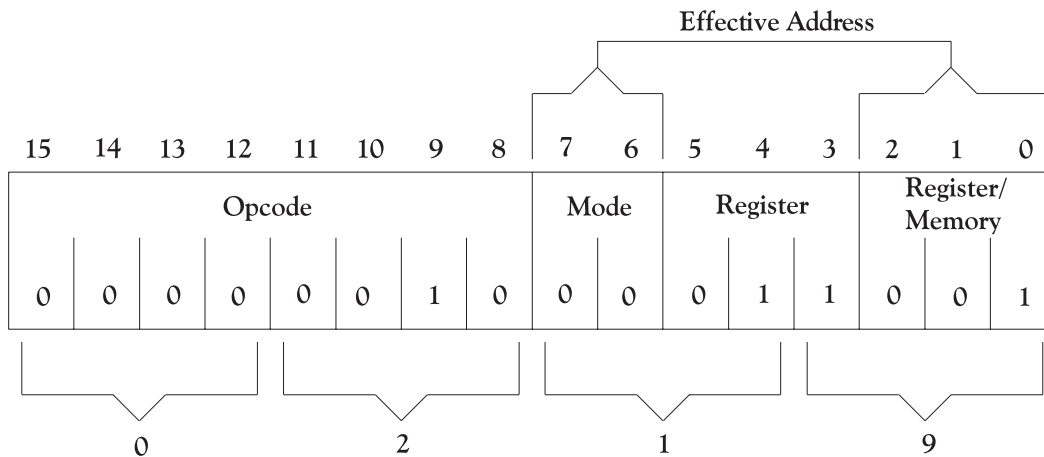 Effective Address
15 14 13 12 11 10 9 8 7 6 5 4 3 2 1 0
Opcode Mode Register Register/
Memory
0 0 0 0 0 0 1 0 0 0 0 1 1 0 0 1
0 2 1 9